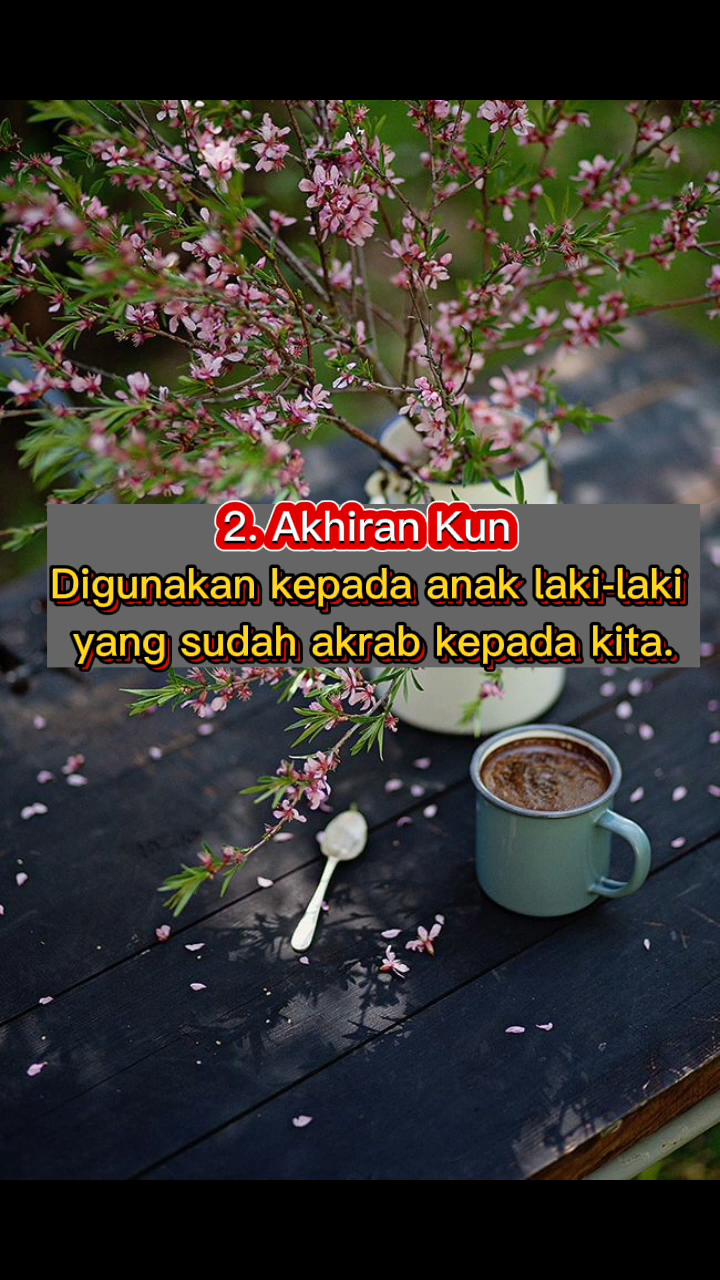 2. Akhiran Kun
Digunakan kepada anak laki-laki
yang sudah akrab kepada kita.